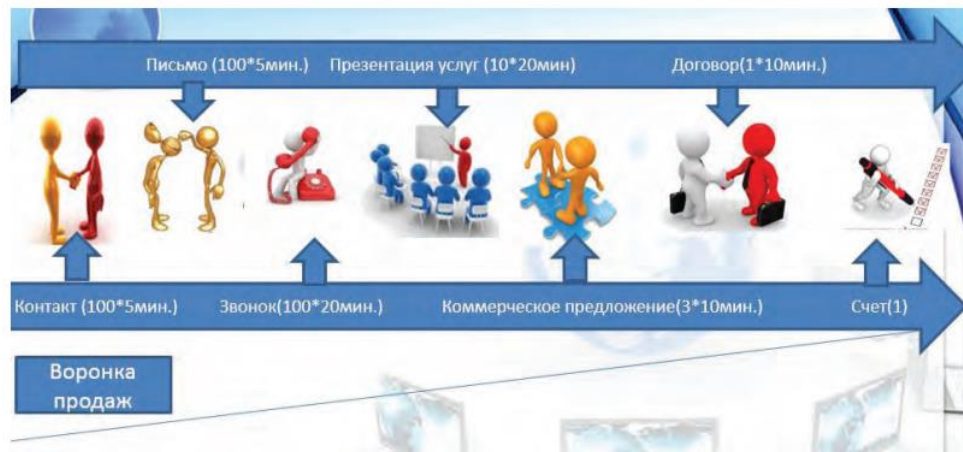 Письмо (100*5мин.) Презентация услуг (10*20мин) Договор(1*10мин.)
Контакт (100*5мин.) Звонок(100*20мин.) Коммерческое предложение(3*10мин.) Счет(1)
Воронка
продаж